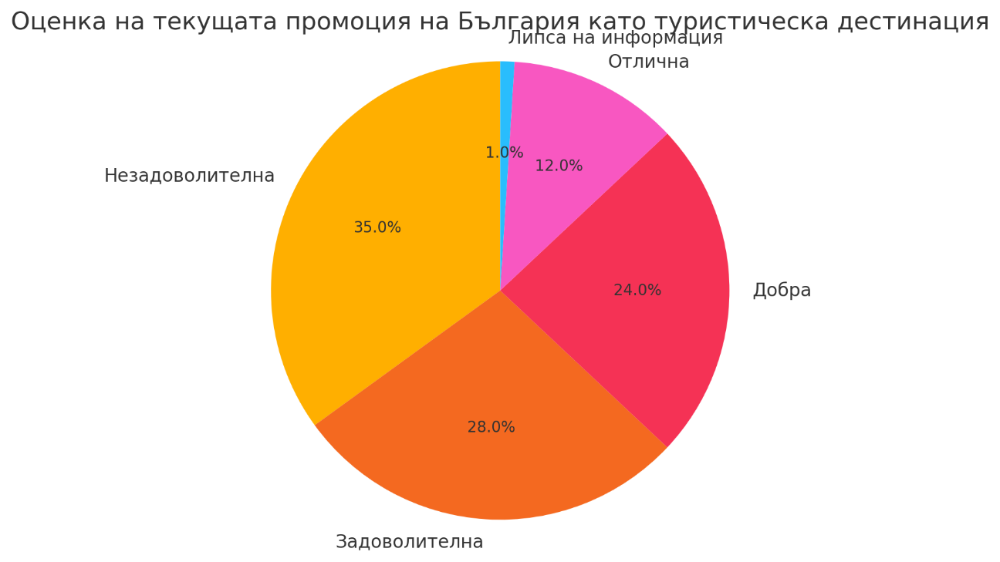 Оценка на текущата промоция на България като туристическа дестинация
Липса на информация
Отлична
1.0%
12.0%
Незадоволителна
35.0%
24.0%
Добра
28.0%
Задоволителна